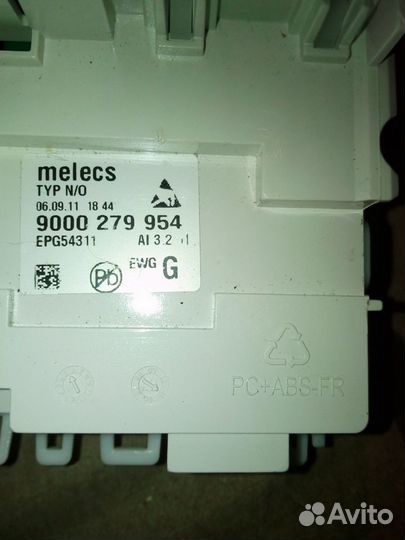 melecs
TYP N/O
06.09.11 18 44
9000 279 954
EPG54311 AI 3.2
EWG G
Pb
PC+ABS-FR
Avito